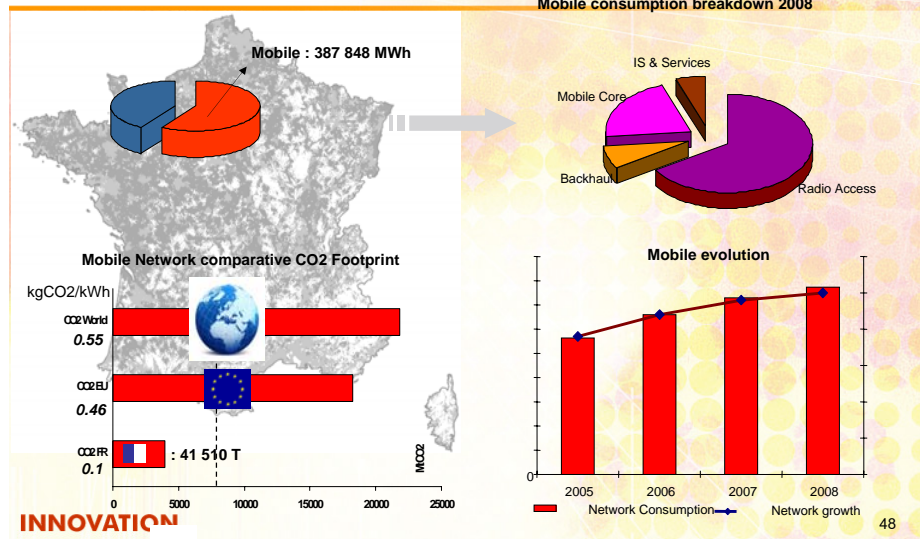 Mobile consumption breakdown 2008
Mobile : 387 848 MWh
IS & Services
Mobile Core
Backhaul
Radio Access
Mobile Network comparative CO2 Footprint
kgCO2/kWh
CO2 World
0.55
CO2 EU
0.46
CO2 FR
0.1
: 41 510 T
MtCO2
0 5000 10000 15000 20000 25000
Mobile evolution
0
2005 2006 2007 2008
Network Consumption Network growth
INNOVATION
48